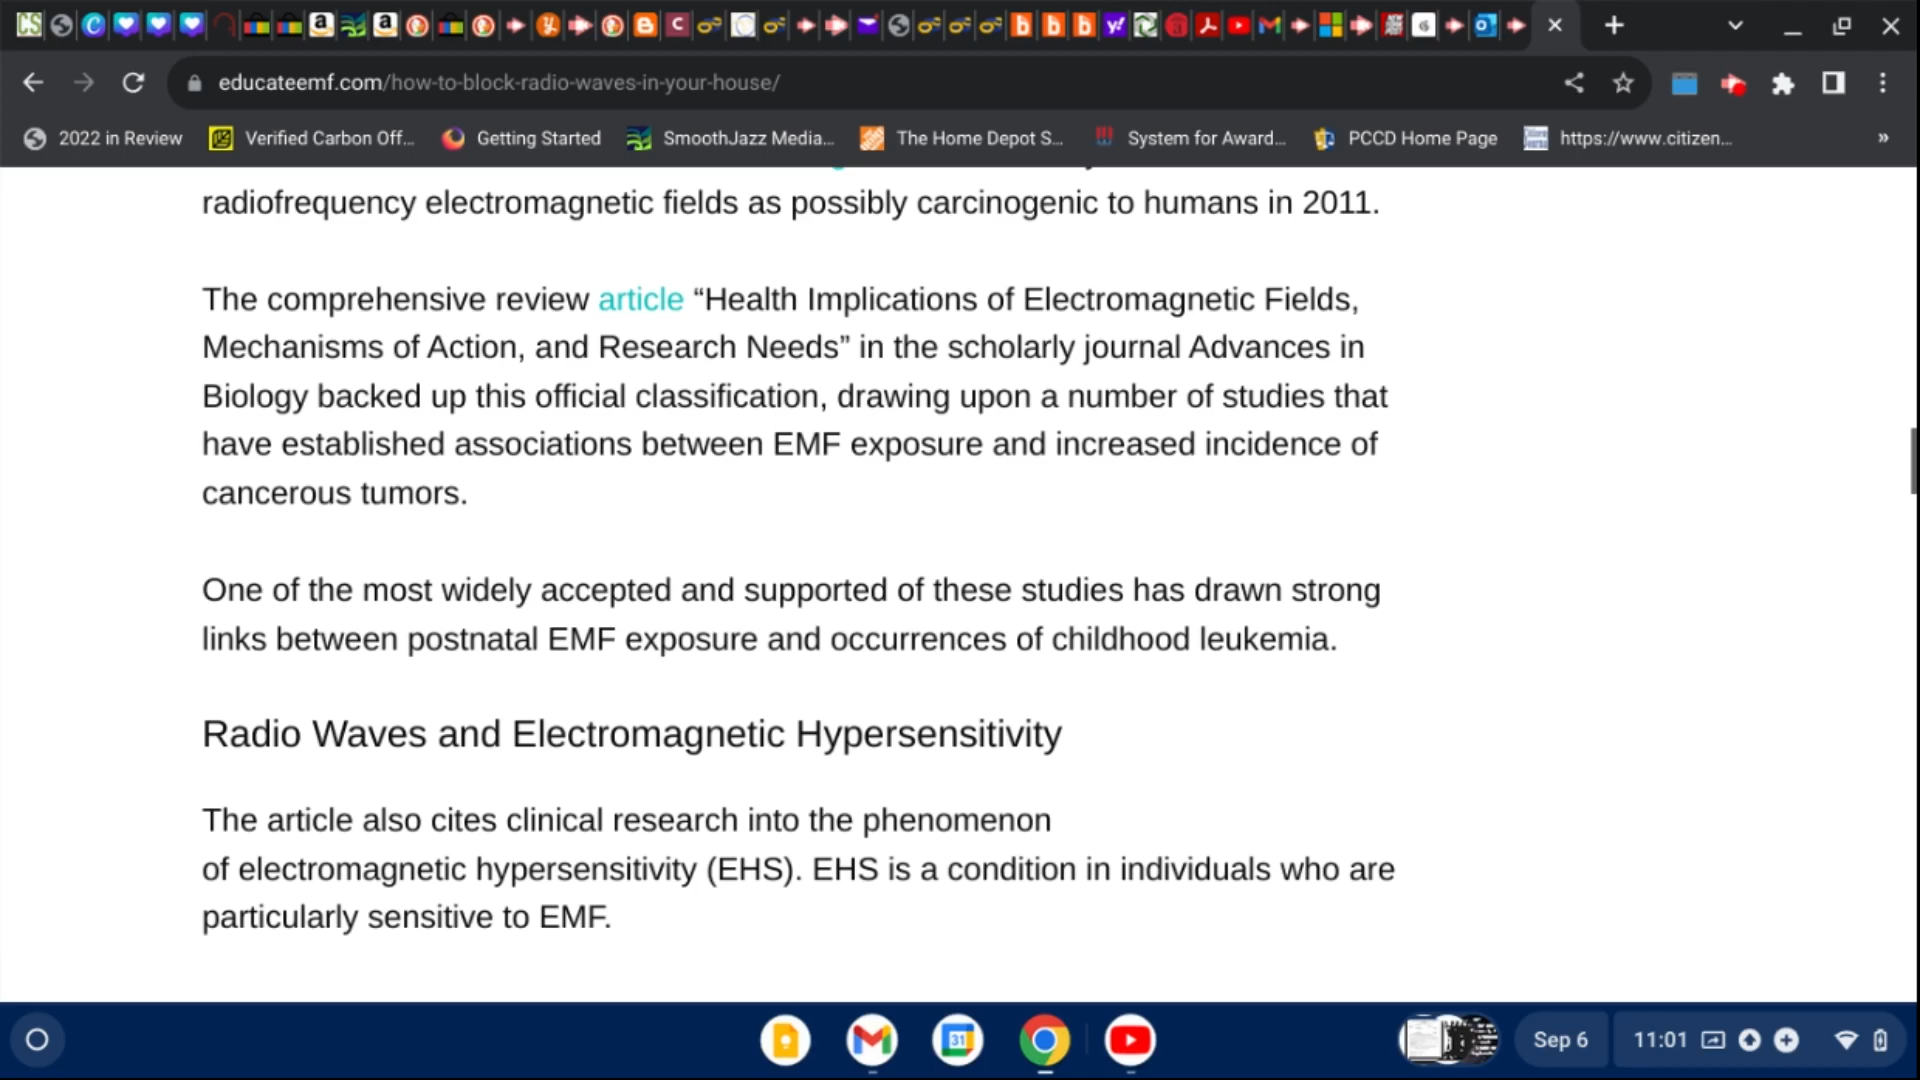 educateemf.com/how-to-block-radio-waves-in-your-house/
2022 in Review
Verified Carbon Off...
Getting Started
SmoothJazz Media...
The Home Depot S...
System for Award...
PCCD Home Page
https://www.citizen...
»
radiofrequency electromagnetic fields as possibly carcinogenic to humans in 2011.
The comprehensive review article “Health Implications of Electromagnetic Fields,
Mechanisms of Action, and Research Needs” in the scholarly journal Advances in
Biology backed up this official classification, drawing upon a number of studies that
have established associations between EMF exposure and increased incidence of
cancerous tumors.
One of the most widely accepted and supported of these studies has drawn strong
links between postnatal EMF exposure and occurrences of childhood leukemia.
Radio Waves and Electromagnetic Hypersensitivity
The article also cites clinical research into the phenomenon
of electromagnetic hypersensitivity (EHS). EHS is a condition in individuals who are
particularly sensitive to EMF.
31
Sep 6
11:01